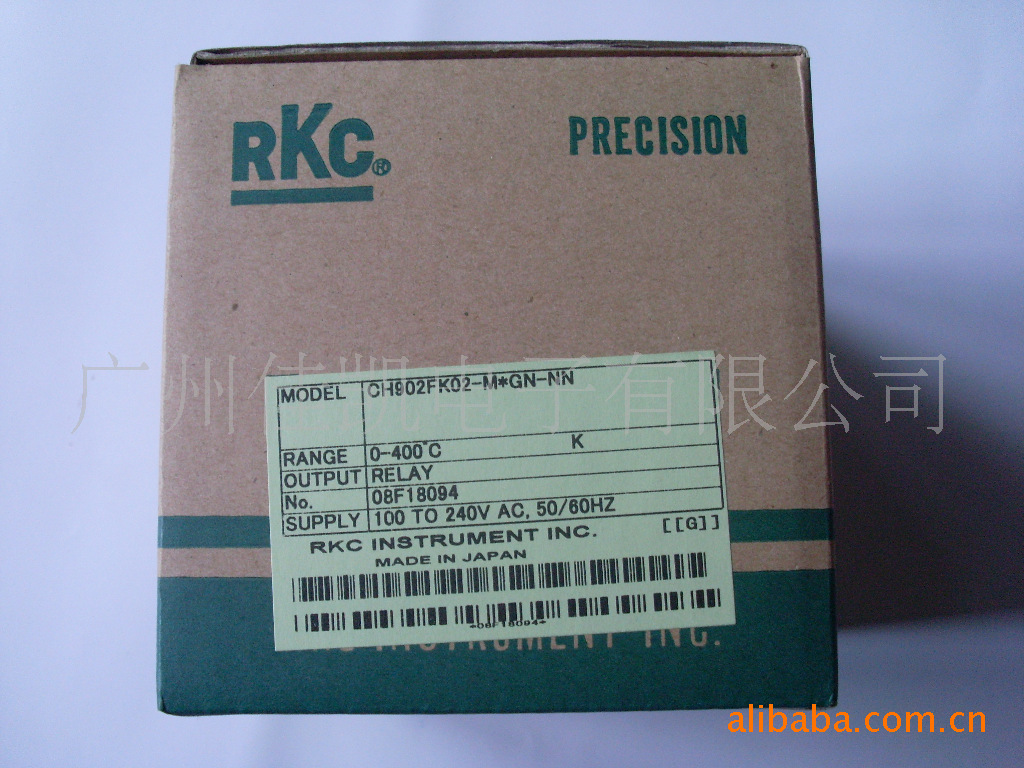 RKC®
PRECISION
广州佳凯电子有限公司
MODEL CH902FK02-M*GN-NN
RANGE 0-400°C K
OUTPUT RELAY
No. 08F18094
SUPPLY 100 TO 240V AC, 50/60HZ
RKC INSTRUMENT INC. [[G]]
MADE IN JAPAN
*08F18094*
INSTRUMENT INC.
alibaba.com.cn